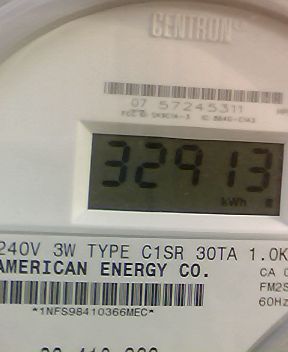 CENTRON
07 57245311
32913
kWh
240V 3W TYPE C1SR 30TA 1.0K
AMERICAN ENERGY CO.
CA
FM2S
60Hz
*1NFS98410366MEC*